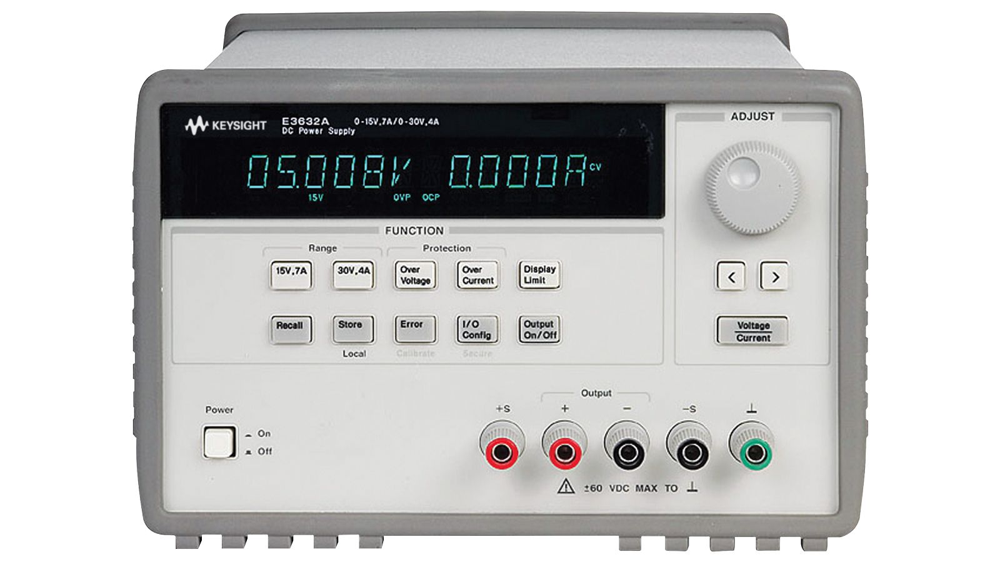 KEYSIGHT E3632A 0-15V,7A/0-30V,4A
DC Power Supply
05.008V 0.000A CV
15V OVP OCP
ADJUST
FUNCTION
Range Protection
15V,7A 30V,4A Over Voltage Over Current Display Limit
< >
Recall Store Error I/O Config Output On/Off
Voltage
Current
Local Calibrate Secure
Output
+S + − −S ⊥
Power
On
Off
±60 VDC MAX TO ⊥